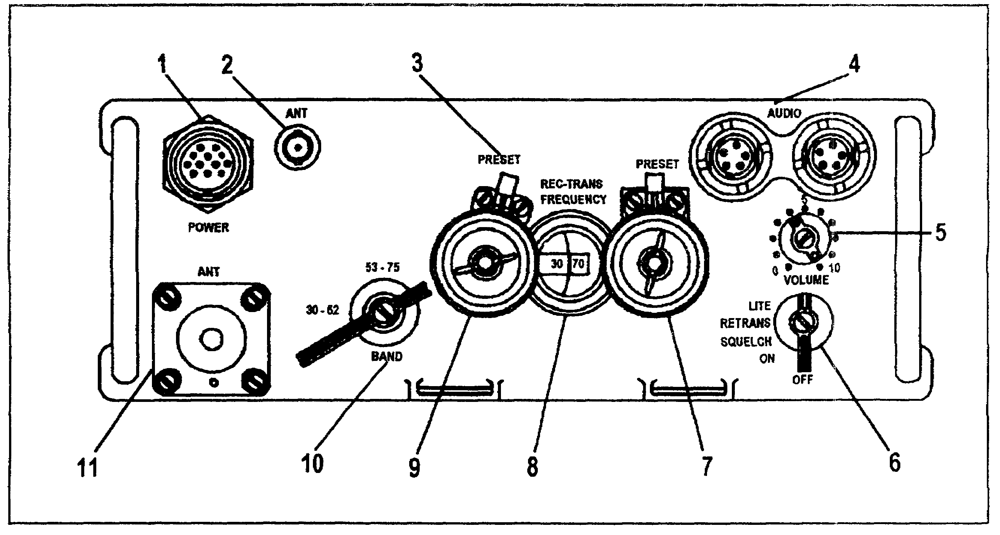 1
2
3
4
ANT
AUDIO
PRESET
PRESET
REC-TRANS
FREQUENCY
5
POWER
5
30 70
53 - 75
ANT
0
10
VOLUME
30 - 52
LITE
RETRANS
SQUELCH
ON
BAND
OFF
11
10
9
8
7
6